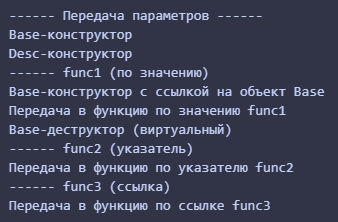 ------ Передача параметров ------
Base-конструктор
Desc-конструктор
------ func1 (по значению)
Base-конструктор с ссылкой на объект Base
Передача в функцию по значению func1
Base-деструктор (виртуальный)
------ func2 (указатель)
Передача в функцию по указателю func2
------ func3 (ссылка)
Передача в функцию по ссылке func3